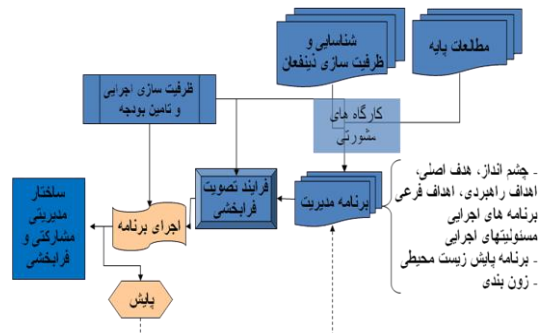 مطالعات پایه
شناسایی و
ظرفیت سازی ذینفعان
ظرفیت سازی اجرایی
و تامین بودجه
کارگاه های
مشورتی
- چشم انداز، هدف اصلی،
اهداف راهبردی، اهداف فرعی
برنامه های اجرایی
مسئولیتهای اجرایی
- برنامه پایش زیست محیطی
- زون بندی
برنامه مدیریت
فرایند تصویت
فرابخشی
اجرای برنامه
ساختار
مدیریتی
مشارکتی و
فرابخشی
پایش